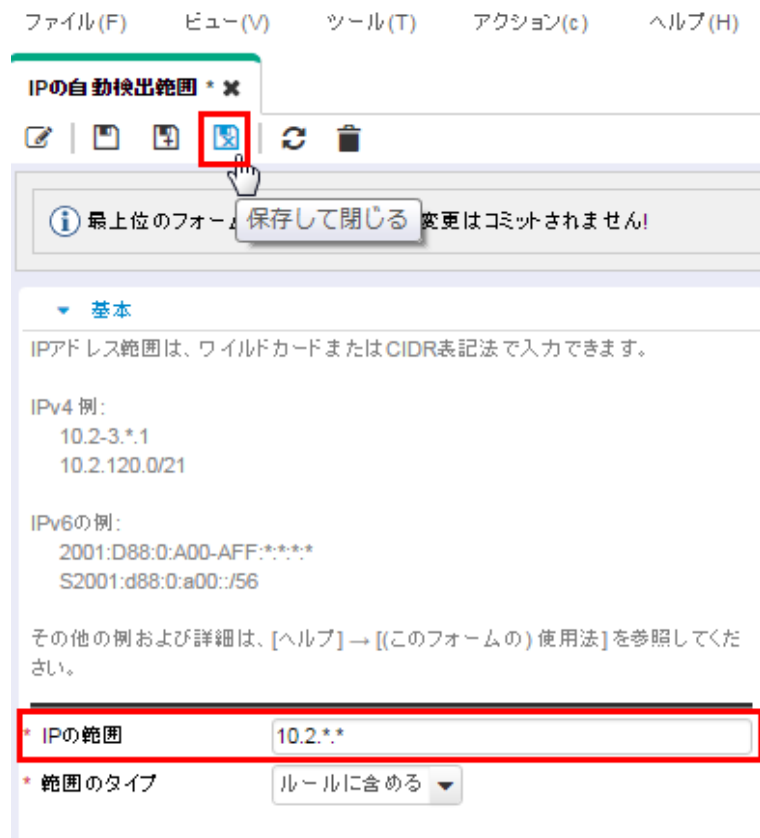 ファイル(F) ビュー(V) ツール(T) アクション(c) ヘルプ(H)
IPの自動検出範囲 *
最上位のフォー
保存して閉じる
変更はコミットされません!
基本
IPアドレス範囲は、ワイルドカードまたはCIDR表記法で入力できます。
IPv4 例:
10.2-3.*.1
10.2.120.0/21
IPv6の例:
2001:D88:0:A00-AFF:*:*:*:*
S2001:d88:0:a00::/56
その他の例および詳細は、[ヘルプ] → [(このフォームの) 使用法] を参照してくだ
さい。
* IPの範囲 10.2.*.*
* 範囲のタイプ ルールに含める